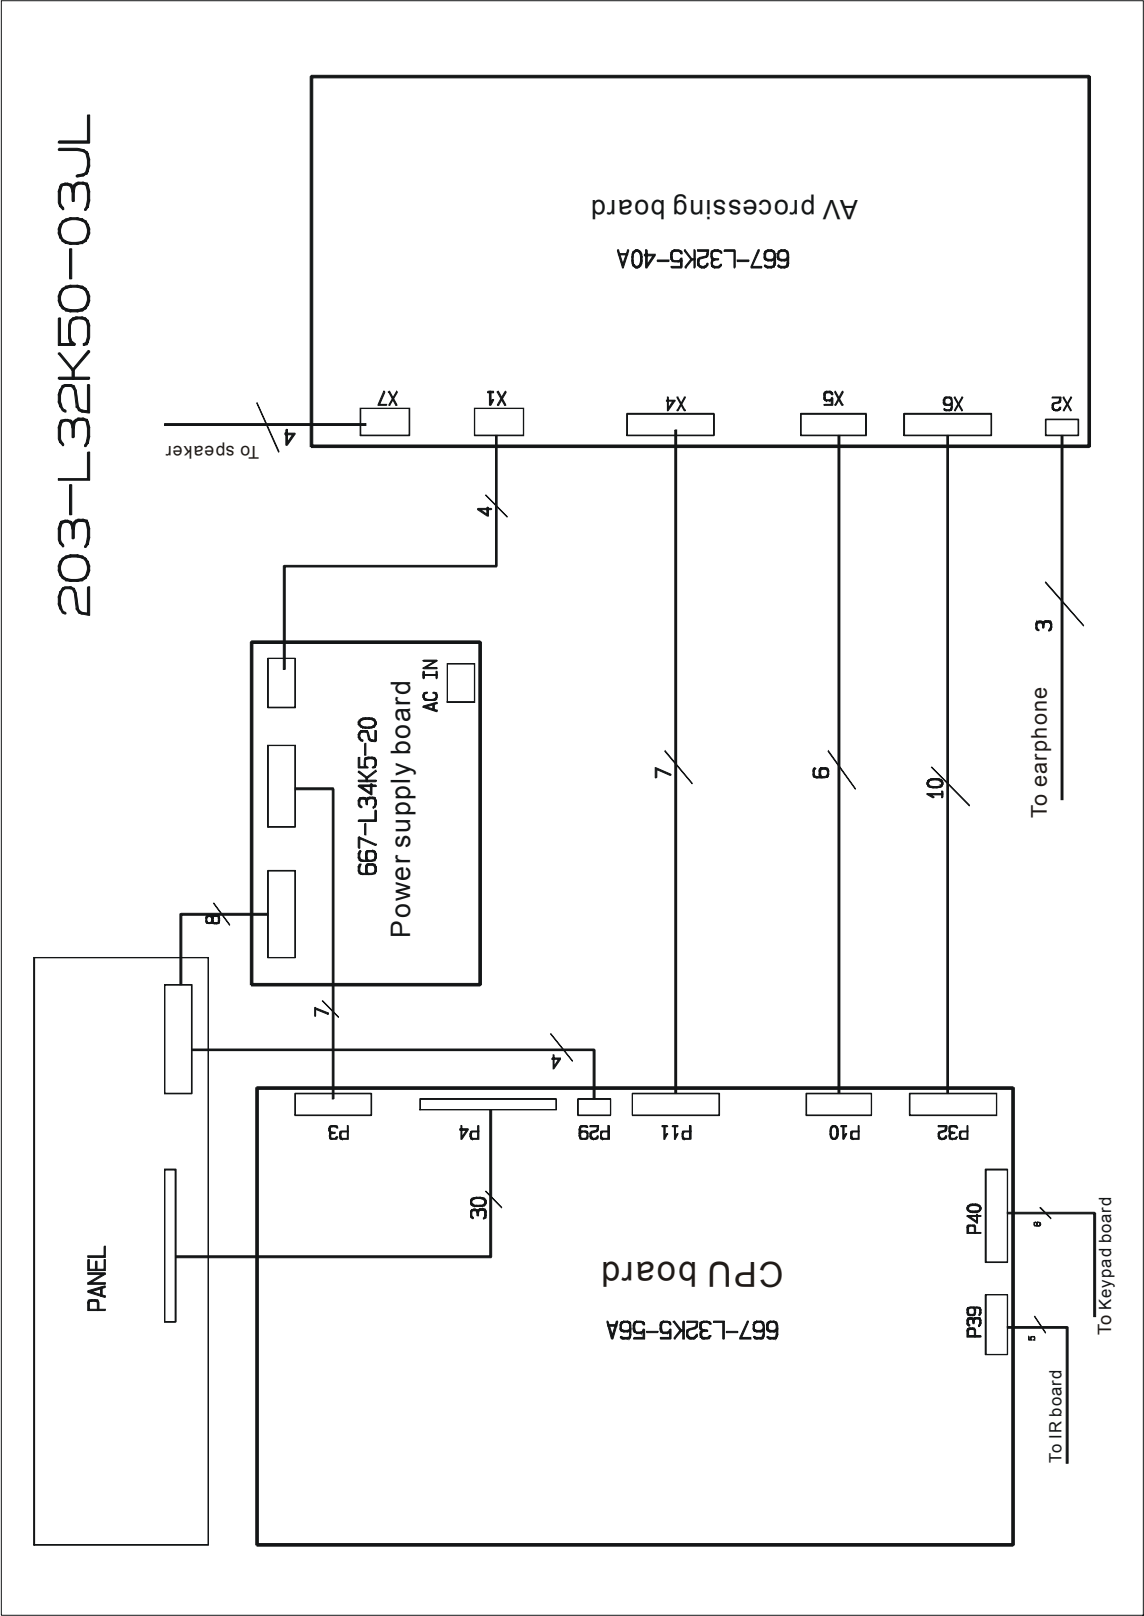 203-L32K50-03JL
AV processing board
667-L32K5-40A
X7
X1
X4
X5
X6
X2
4
To speaker
4
7
6
10
3
To earphone
AC IN
667-L34K5-20
Power supply board
8
7
4
PANEL
P3
P4
P29
P11
P10
P32
30
P40
P39
CPU board
667-L32K5-56A
5
To Keypad board
To IR board